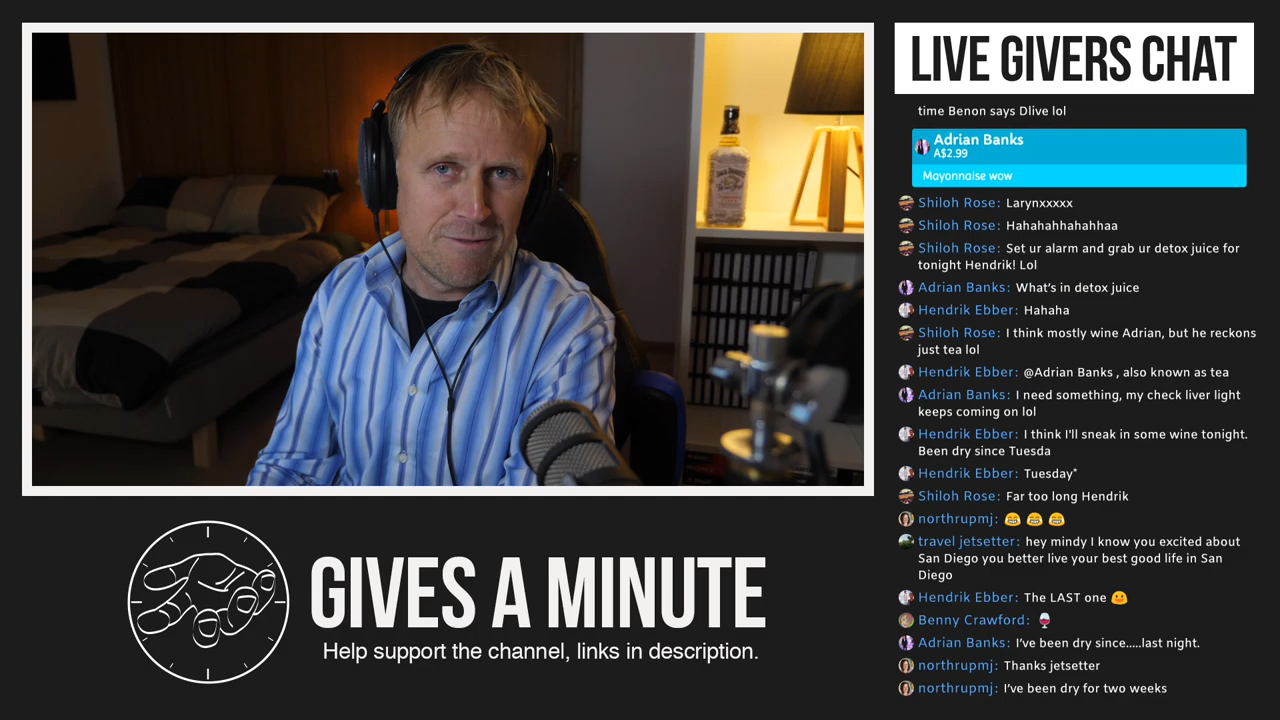 LIVE GIVERS CHAT
time Benon says Dlive lol
Adrian Banks
A$2.99
Mayonnaise wow
Shiloh Rose: Larynxxxxx
Shiloh Rose: Hahahahhahahhaa
Shiloh Rose: Set ur alarm and grab ur detox juice for
tonight Hendrik! Lol
Adrian Banks: What's in detox juice
Hendrik Ebber: Hahaha
Shiloh Rose: I think mostly wine Adrian, but he reckons
just tea lol
Hendrik Ebber: @Adrian Banks , also known as tea
Adrian Banks: I need something, my check liver light
keeps coming on lol
Hendrik Ebber: I think I'll sneak in some wine tonight.
Been dry since Tuesda
Hendrik Ebber: Tuesday*
Shiloh Rose: Far too long Hendrik
northrupmj: 😂 😂 😂
travel jetsetter: hey mindy I know you excited about
San Diego you better live your best good life in San
Diego
Hendrik Ebber: The LAST one 😛
Benny Crawford: 🍷
Adrian Banks: I've been dry since.....last night.
northrupmj: Thanks jetsetter
northrupmj: I've been dry for two weeks
GIVES A MINUTE
Help support the channel, links in description.